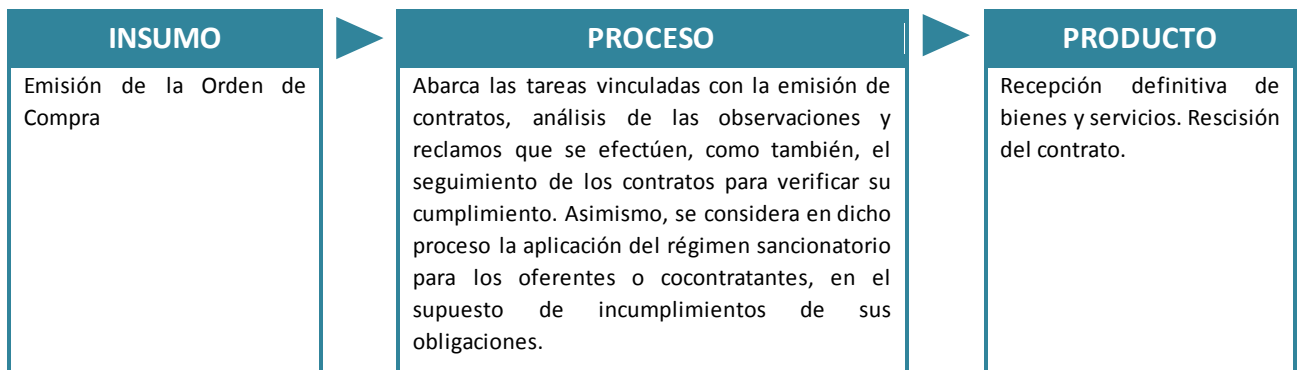 INSUMO
Emisión de la Orden de
Compra
PROCESO
Abarca las tareas vinculadas con la emisión de
contratos, análisis de las observaciones y
reclamos que se efectúen, como también, el
seguimiento de los contratos para verificar su
cumplimiento. Asimismo, se considera en dicho
proceso la aplicación del régimen sancionatorio
para los oferentes o cocontratantes, en el
supuesto de incumplimientos de sus
obligaciones.
PRODUCTO
Recepción definitiva de
bienes y servicios. Rescisión
del contrato.